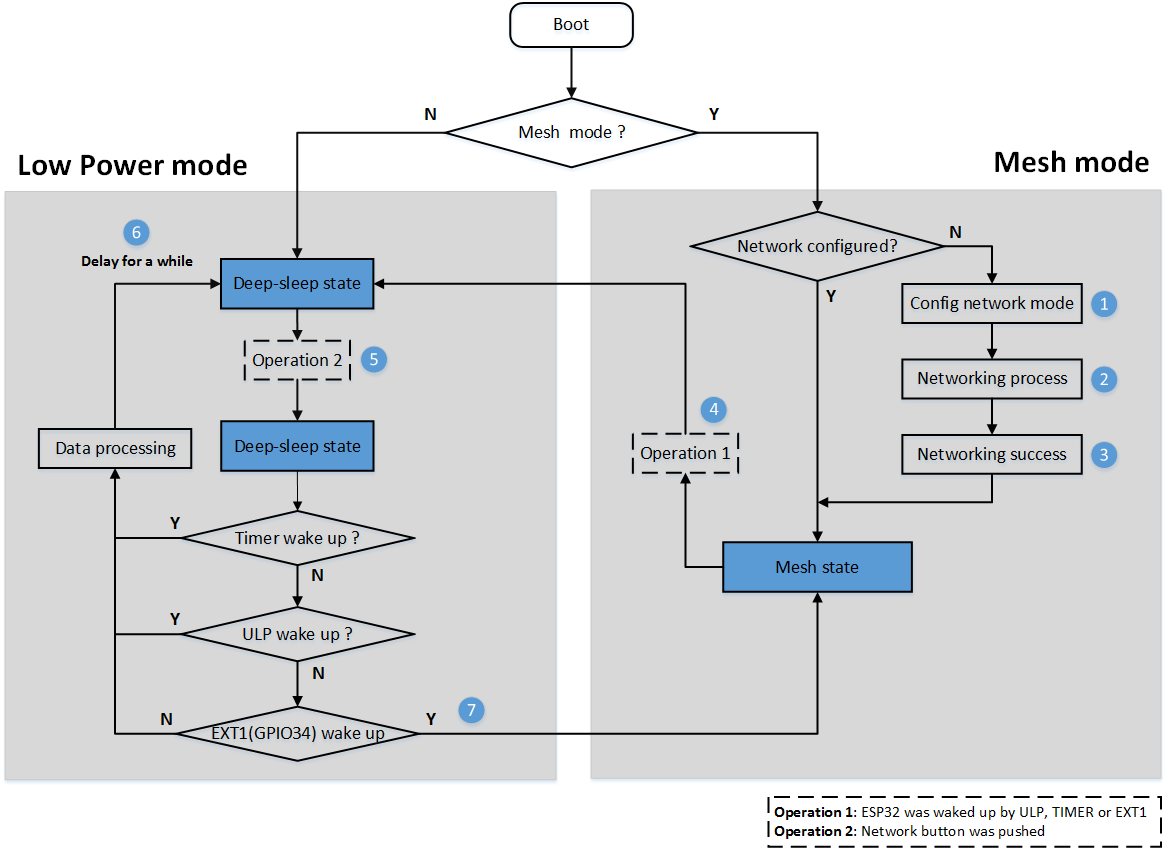 Boot
Mesh mode ?
N
Y
Low Power mode
Mesh mode
6
Delay for a while
Deep-sleep state
Operation 2
5
Deep-sleep state
Data processing
Timer wake up ?
Y
N
ULP wake up ?
Y
N
EXT1(GPIO34) wake up
N
Y
7
Network configured?
N
Y
Config network mode
1
Networking process
2
Networking success
3
4
Operation 1
Mesh state
Operation 1: ESP32 was waked up by ULP, TIMER or EXT1
Operation 2: Network button was pushed